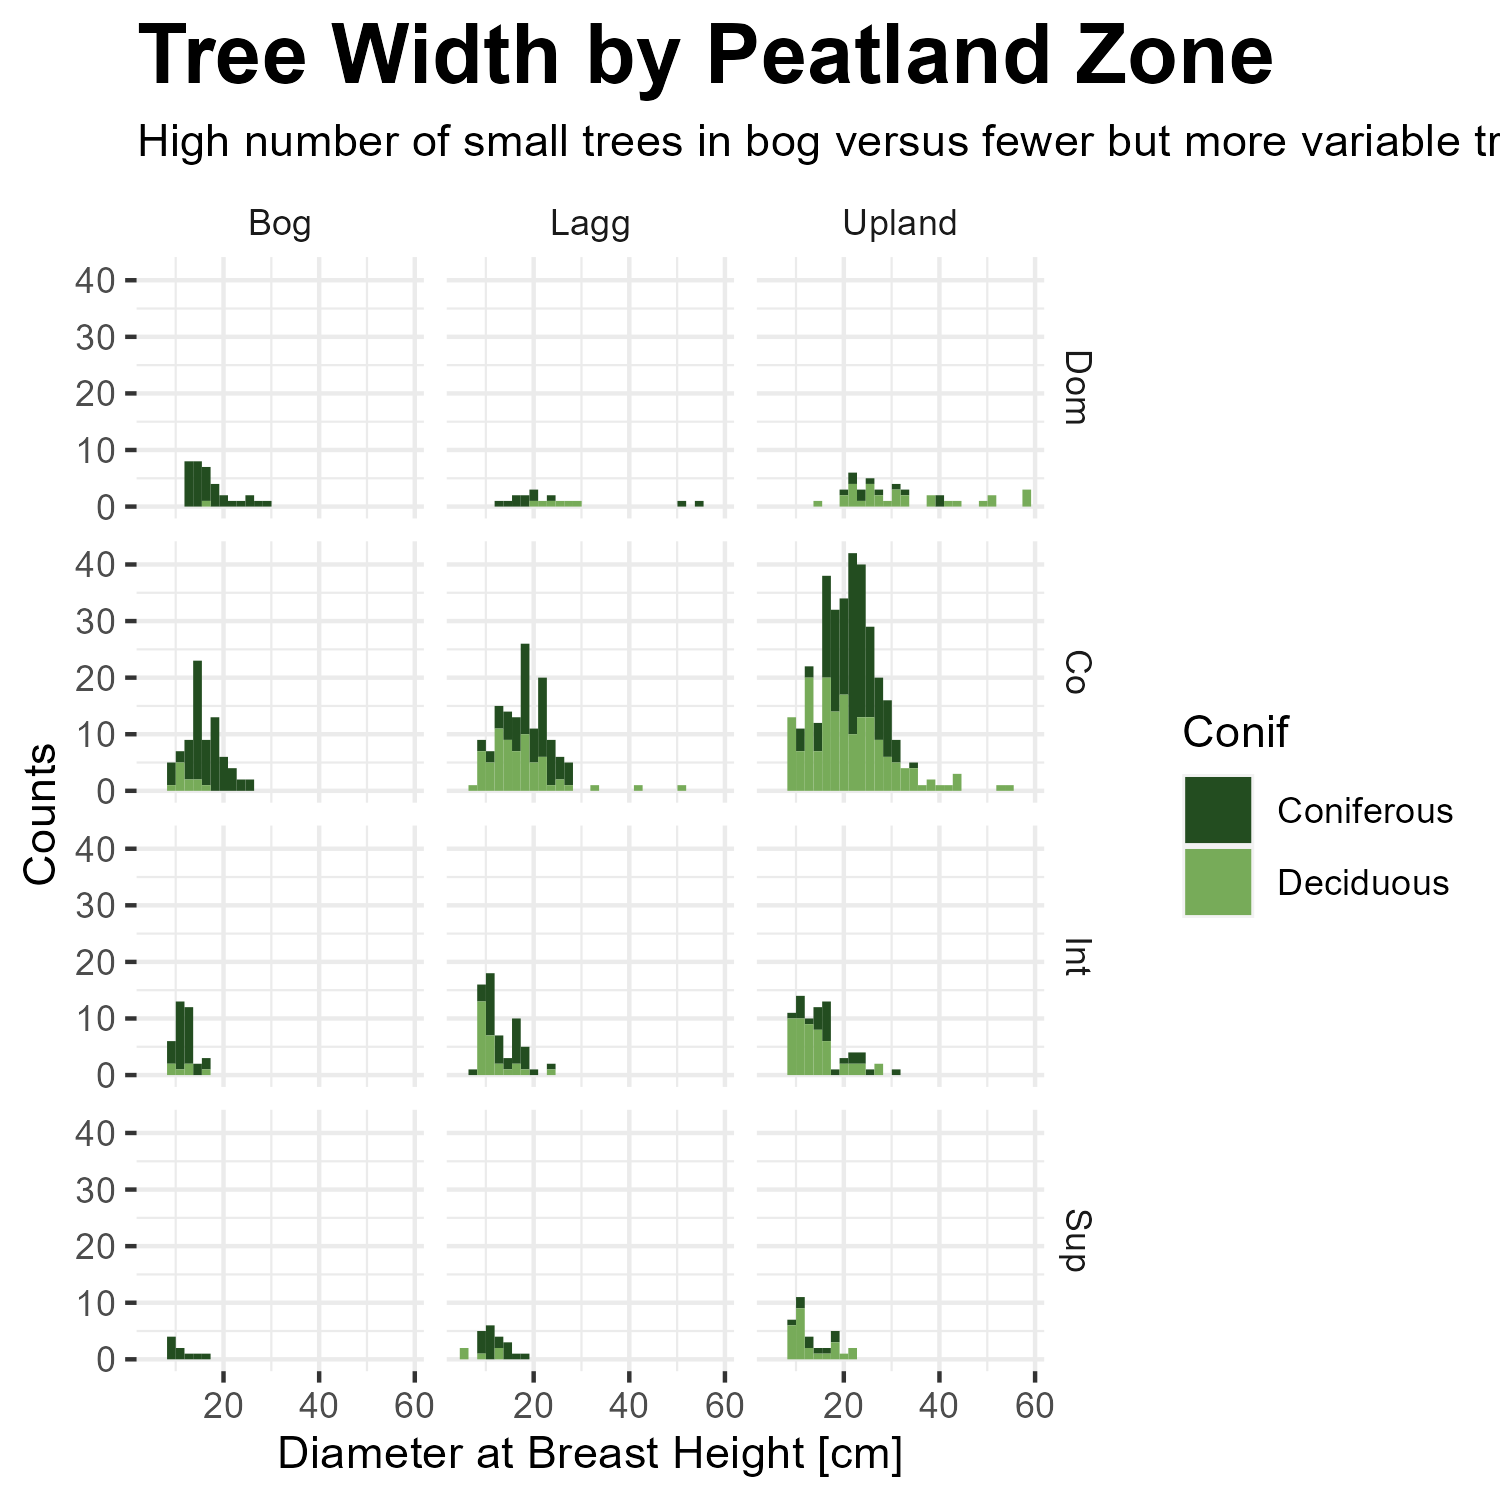 Tree Width by Peatland Zone
High number of small trees in bog versus fewer but more variable
Bog Lagg Upland
40
30
20
10
0
Dom
40
30
20
10
0
Co
40
30
20
10
0
Int
40
30
20
10
0
Sup
20 40 60 20 40 60 20 40 60
Diameter at Breast Height [cm]
Counts
Conif
Coniferous
Deciduous